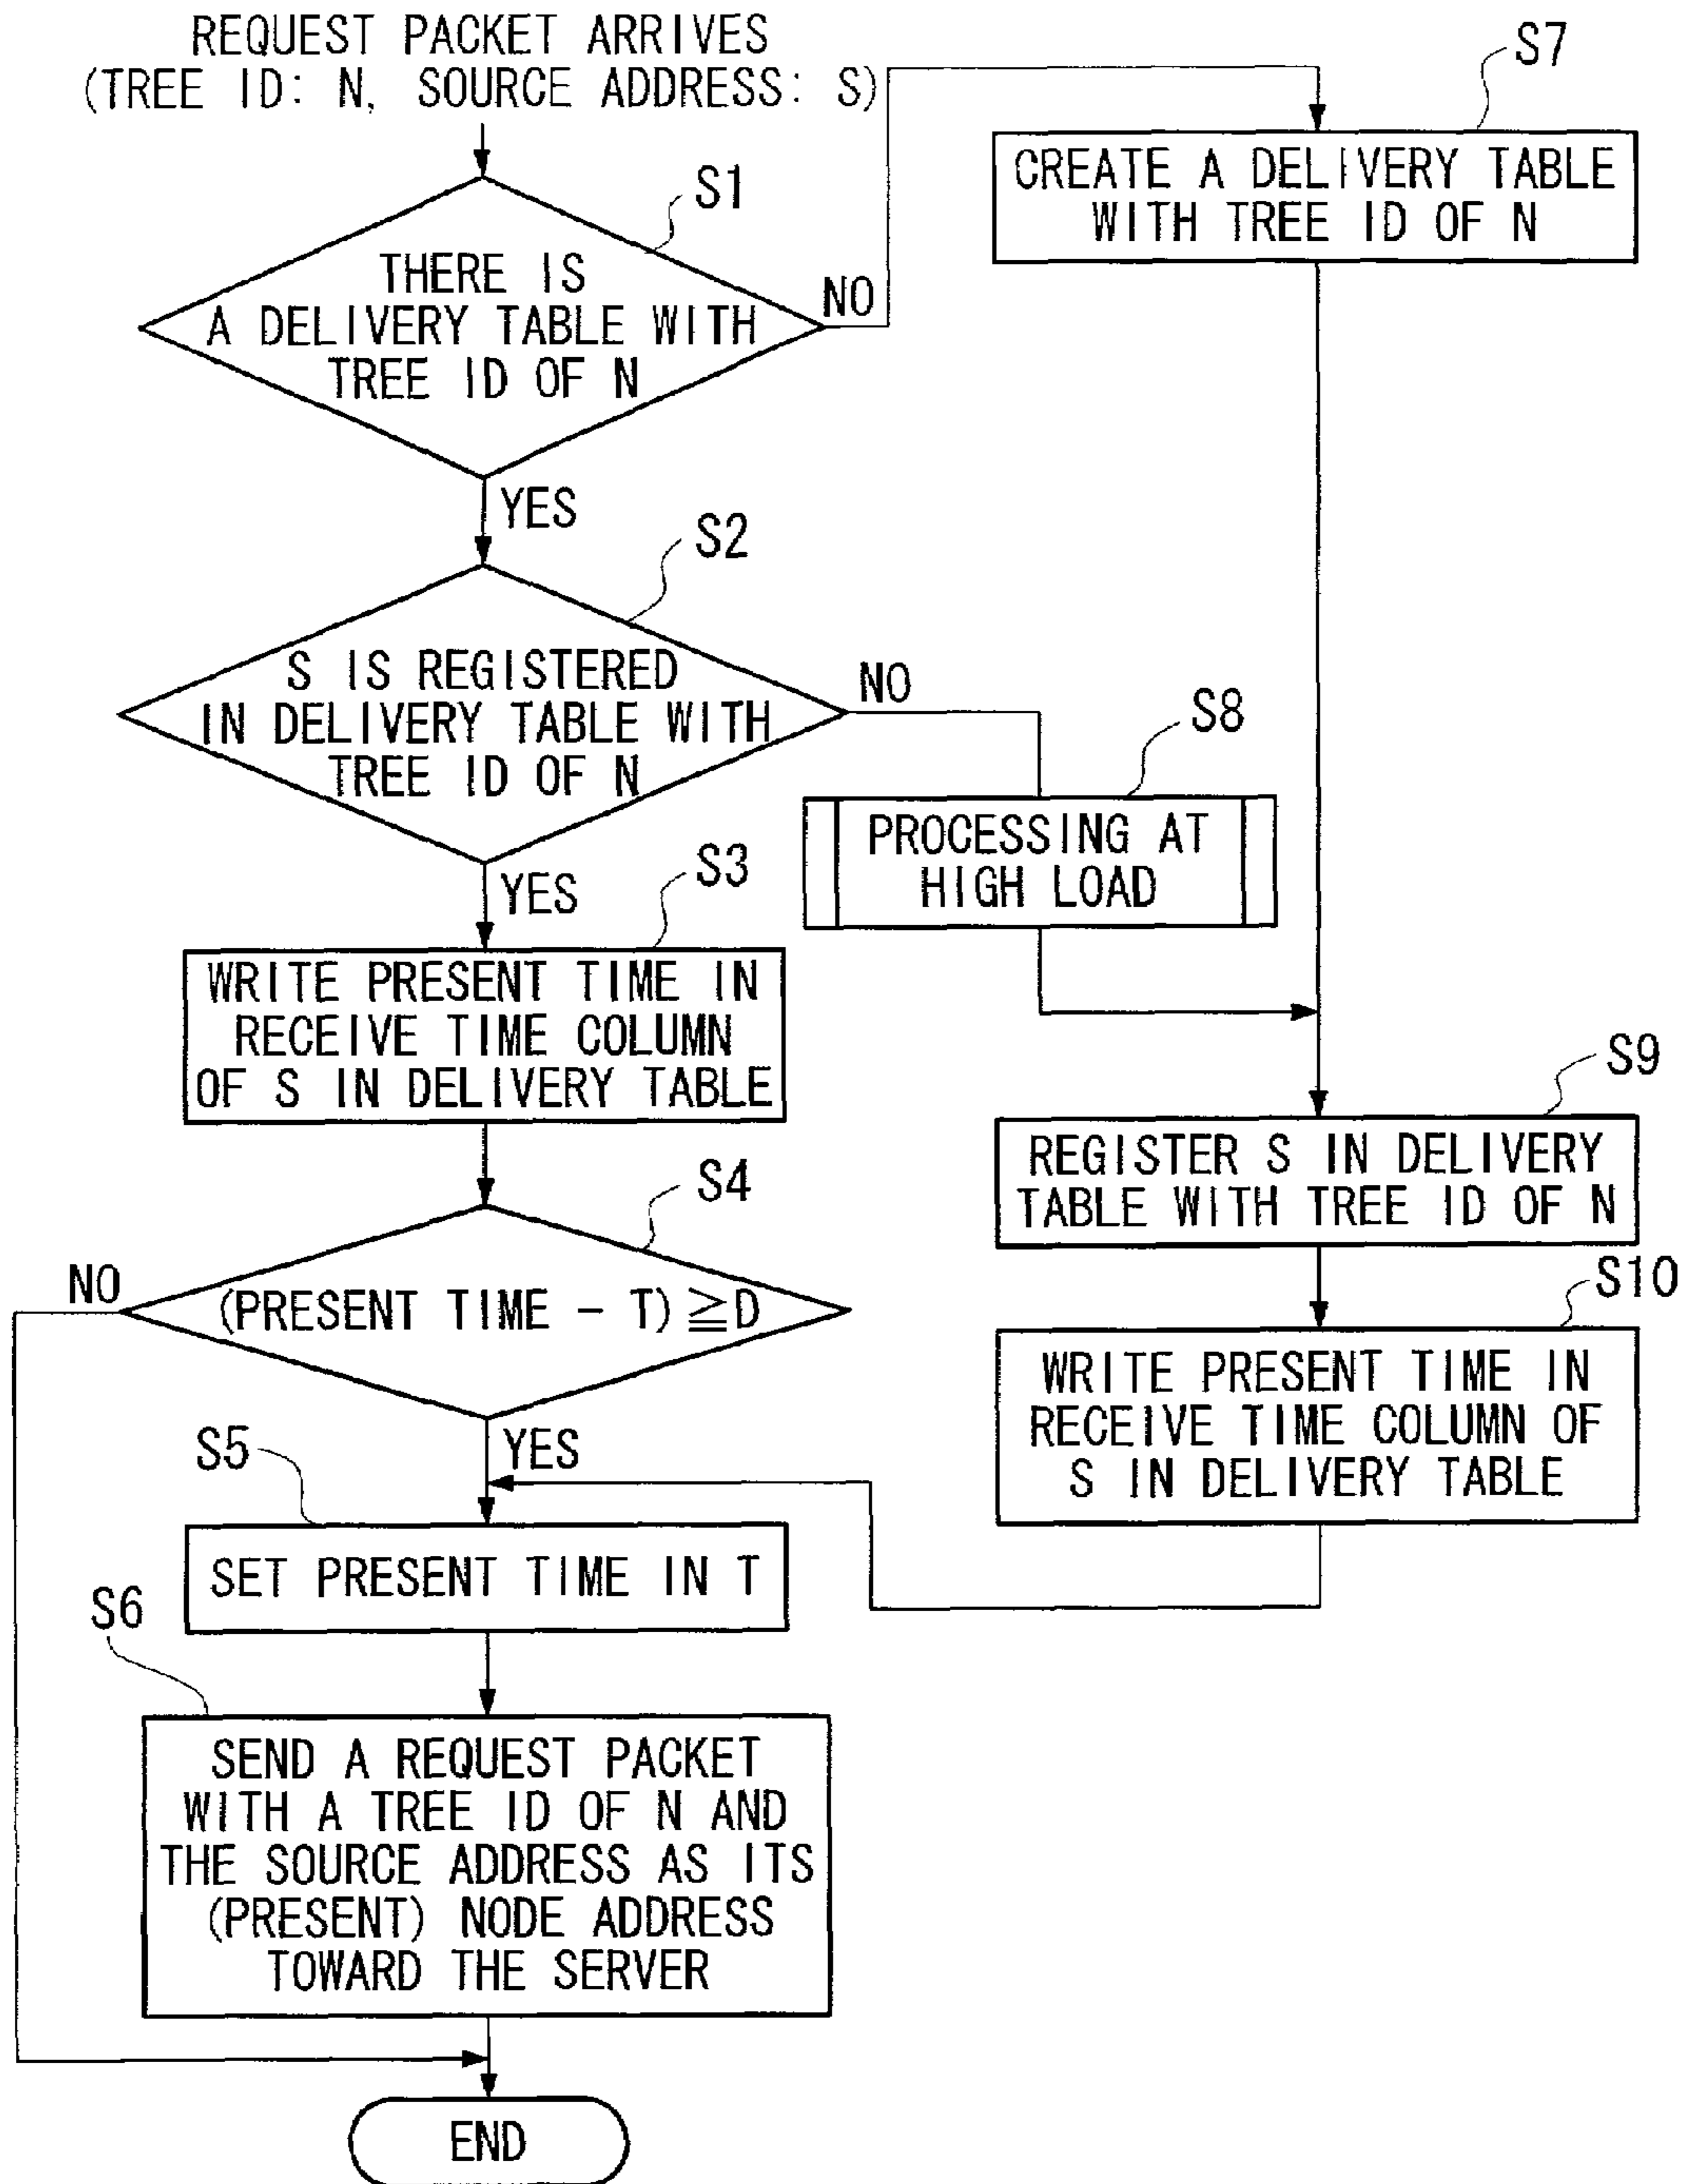 REQUEST PACKET ARRIVES
(TREE ID: N, SOURCE ADDRESS: S)
S1
THERE IS
A DELIVERY TABLE WITH
TREE ID OF N
NO
YES
S7
CREATE A DELIVERY TABLE
WITH TREE ID OF N
S2
S IS REGISTERED
IN DELIVERY TABLE WITH
TREE ID OF N
NO
YES
S8
PROCESSING AT
HIGH LOAD
S3
WRITE PRESENT TIME IN
RECEIVE TIME COLUMN
OF S IN DELIVERY TABLE
S9
REGISTER S IN DELIVERY
TABLE WITH TREE ID OF N
S4
(PRESENT TIME - T) ≧D
NO
YES
S10
WRITE PRESENT TIME IN
RECEIVE TIME COLUMN OF
S IN DELIVERY TABLE
S5
SET PRESENT TIME IN T
S6
SEND A REQUEST PACKET
WITH A TREE ID OF N AND
THE SOURCE ADDRESS AS ITS
(PRESENT) NODE ADDRESS
TOWARD THE SERVER
END